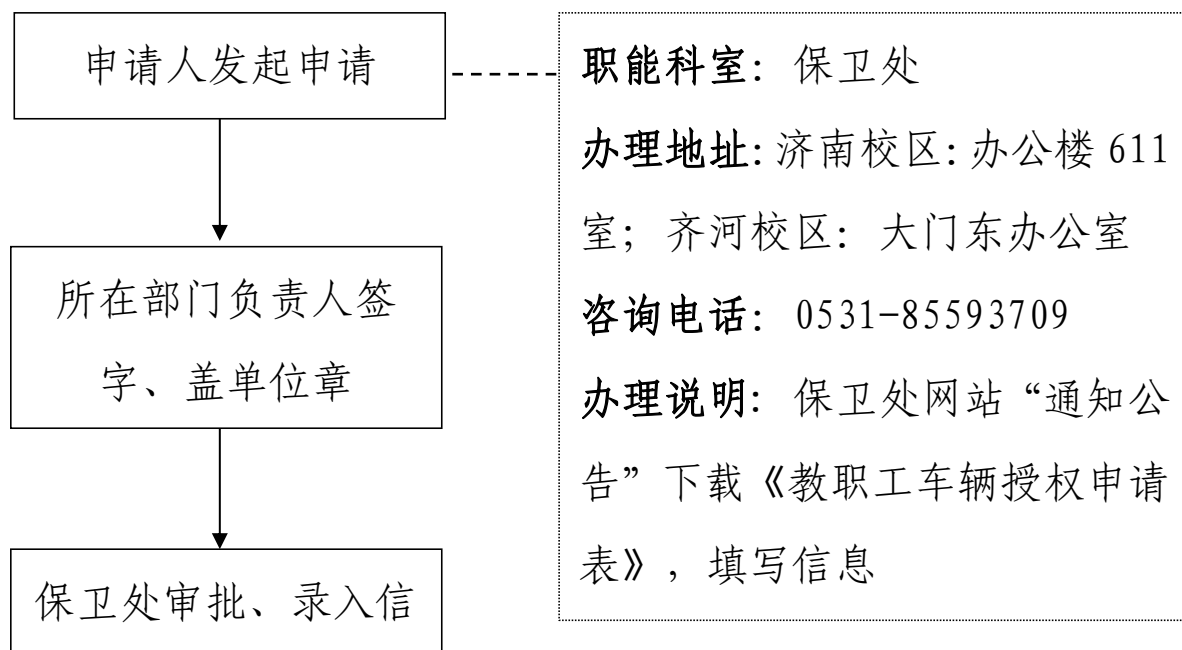 申请人发起申请
所在部门负责人签
字、盖单位章
保卫处审批、录入信
职能科室：保卫处
办理地址：济南校区：办公楼 611
室；齐河校区：大门东办公室
咨询电话：0531-85593709
办理说明：保卫处网站“通知公
告”下载《教职工车辆授权申请
表》，填写信息